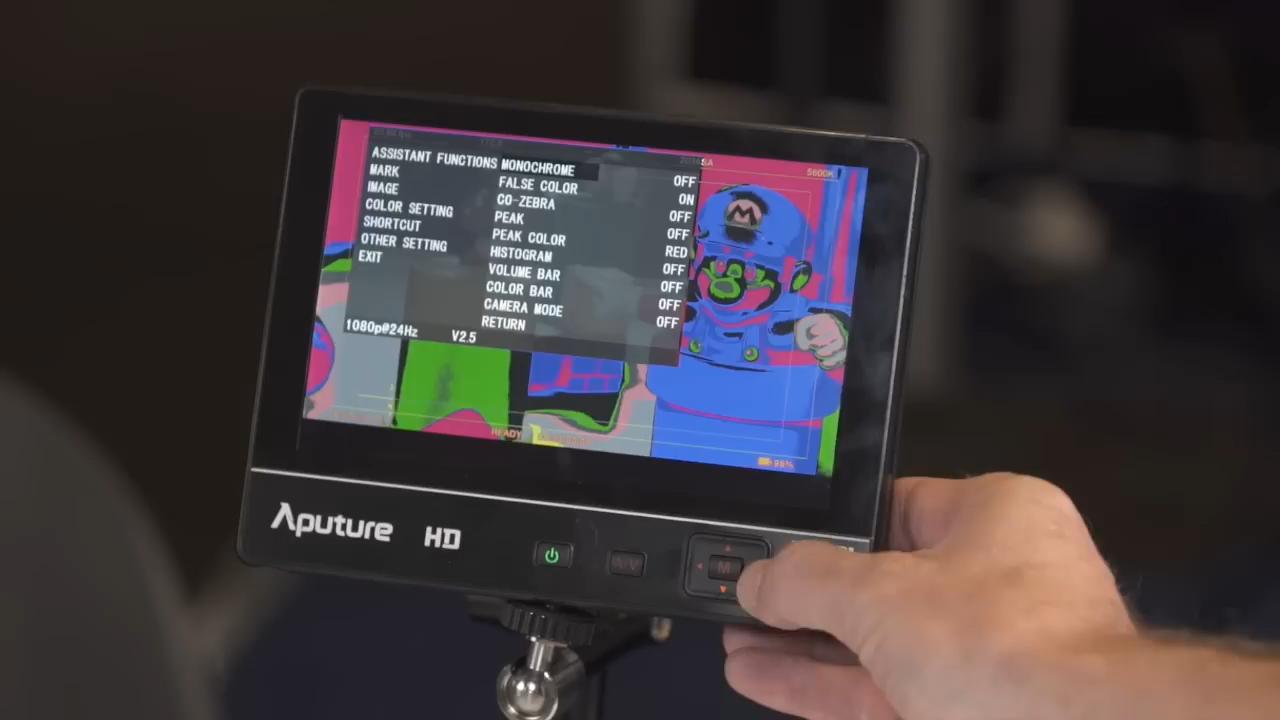 5600K
ASSISTANT FUNCTIONS MONOCHROME OFF
MARK FALSE COLOR ON
IMAGE CO-ZEBRA OFF
COLOR SETTING PEAK OFF
SHORTCUT PEAK COLOR RED
OTHER SETTING HISTOGRAM OFF
EXIT VOLUME BAR OFF
COLOR BAR OFF
CAMERA MODE OFF
RETURN
1080p@24Hz V2.5
M
READY
98%
Aputure HD
A/V
M